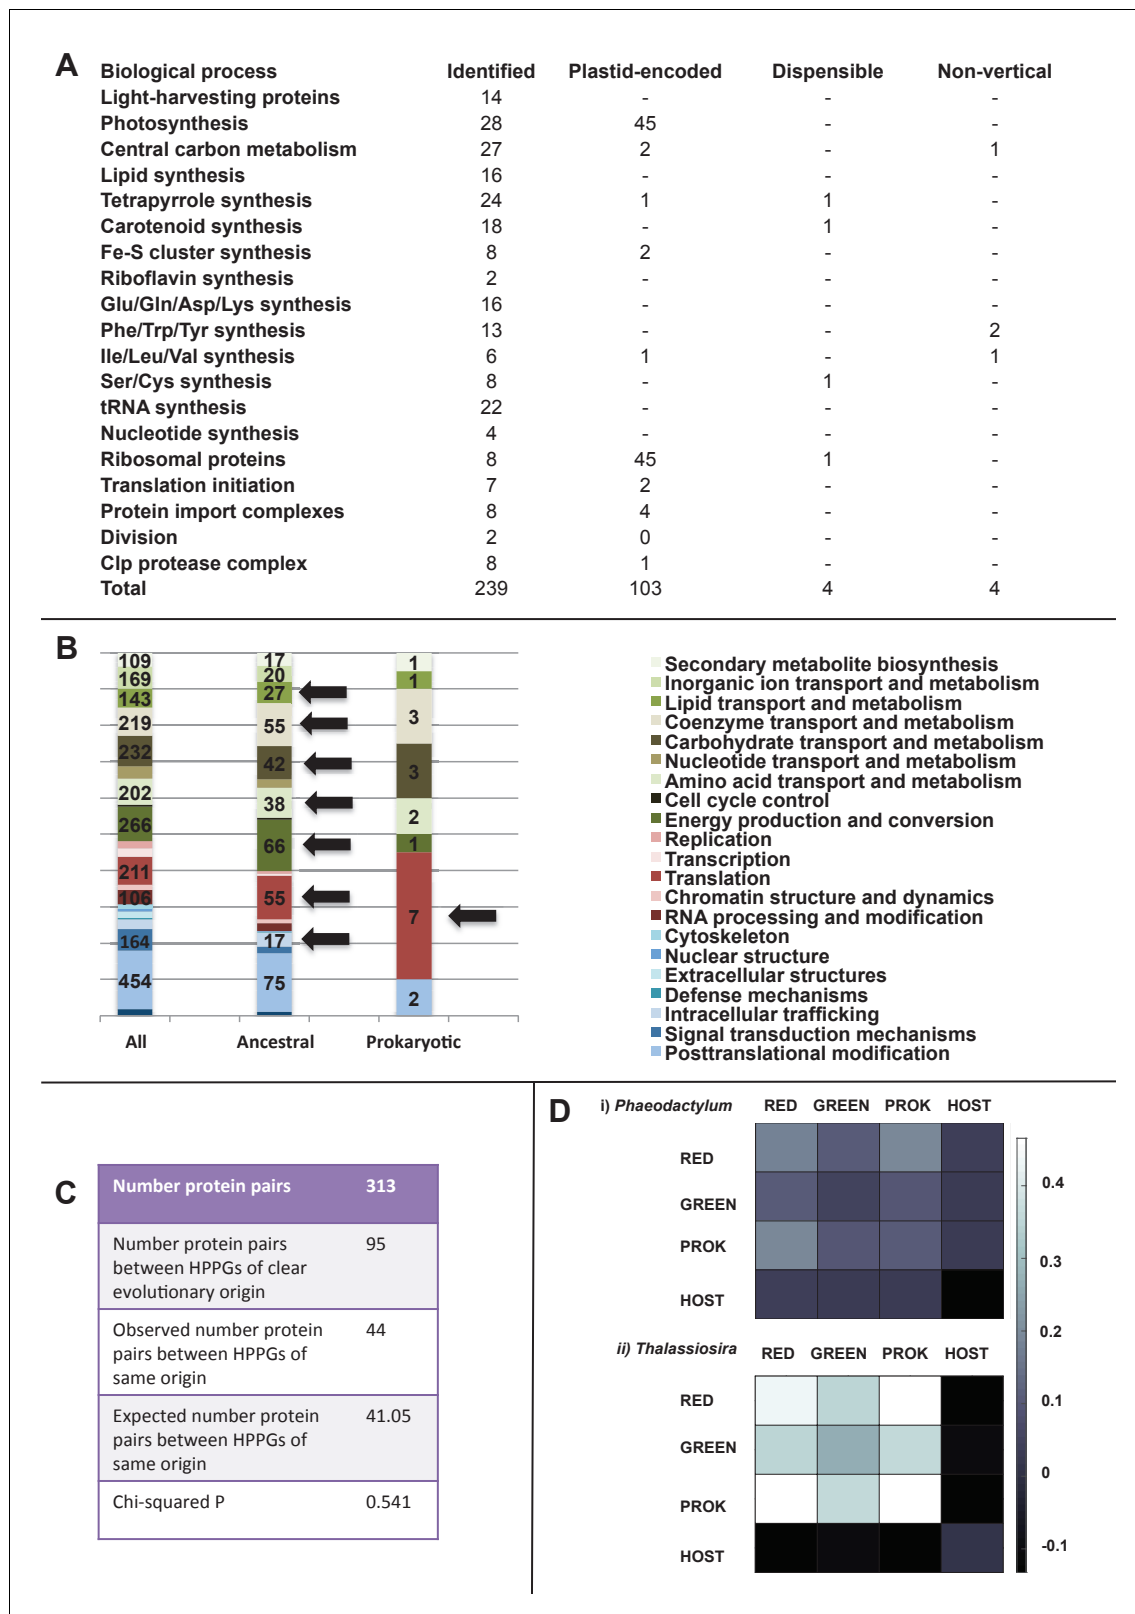 A
Biological process Identified Plastid-encoded Dispensible Non-vertical
Light-harvesting proteins 14 - - -
Photosynthesis 28 45 - -
Central carbon metabolism 27 2 - 1
Lipid synthesis 16 - - -
Tetrapyrrole synthesis 24 1 1 -
Carotenoid synthesis 18 - 1 -
Fe-S cluster synthesis 8 2 - -
Riboflavin synthesis 2 - - -
Glu/Gln/Asp/Lys synthesis 16 - - -
Phe/Trp/Tyr synthesis 13 - - 2
Ile/Leu/Val synthesis 6 1 - 1
Ser/Cys synthesis 8 - 1 -
tRNA synthesis 22 - - -
Nucleotide synthesis 4 - - -
Ribosomal proteins 8 45 1 -
Translation initiation 7 2 - -
Protein import complexes 8 4 - -
Division 2 0 - -
Clp protease complex 8 1 - -
Total 239 103 4 4
B
109
169
143
219
232
202
266
211
106
164
454
All
17
20
27
55
42
38
66
55
17
75
Ancestral
1
1
3
3
2
1
7
2
Prokaryotic
Secondary metabolite biosynthesis
Inorganic ion transport and metabolism
Lipid transport and metabolism
Coenzyme transport and metabolism
Carbohydrate transport and metabolism
Nucleotide transport and metabolism
Amino acid transport and metabolism
Cell cycle control
Energy production and conversion
Replication
Transcription
Translation
Chromatin structure and dynamics
RNA processing and modification
Cytoskeleton
Nuclear structure
Extracellular structures
Defense mechanisms
Intracellular trafficking
Signal transduction mechanisms
Posttranslational modification
C
Number protein pairs 313
Number protein pairs 95
between HPPGs of clear
evolutionary origin
Observed number protein 44
pairs between HPPGs of
same origin
Expected number protein 41.05
pairs between HPPGs of
same origin
Chi-squared P 0.541
D
i) Phaeodactylum RED GREEN PROK HOST
RED
GREEN
PROK
HOST
ii) Thalassiosira RED GREEN PROK HOST
RED
GREEN
PROK
HOST
0.4
0.3
0.2
0.1
0
-0.1